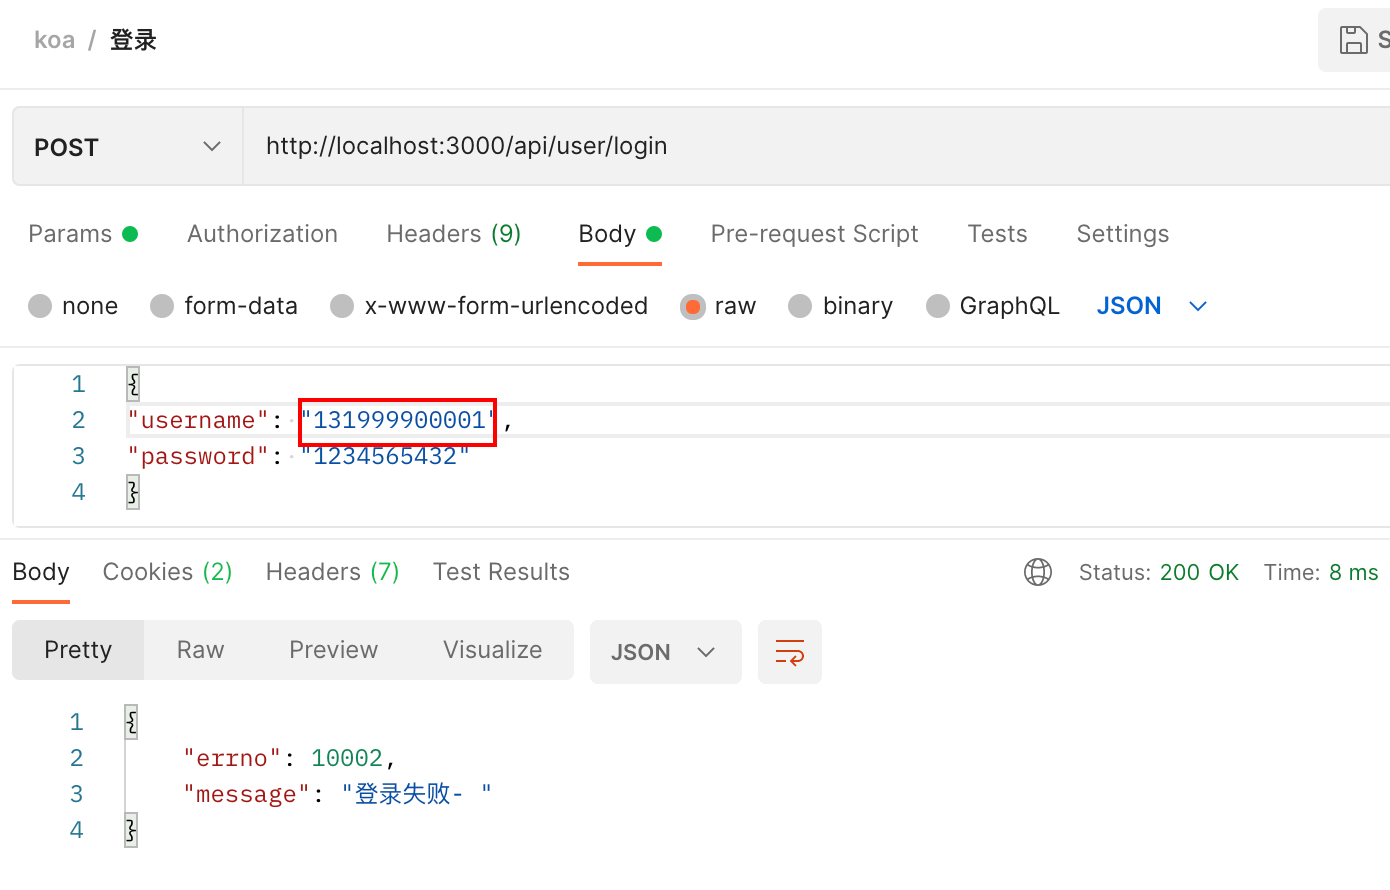 koa / 登录
S
POST http://localhost:3000/api/user/login
Params Authorization Headers (9) Body Pre-request Script Tests Settings
none form-data x-www-form-urlencoded raw binary GraphQL JSON
1 {
2 "username": "131999900001",
3 "password": "1234565432"
4 }
Body Cookies (2) Headers (7) Test Results Status: 200 OK Time: 8 ms
Pretty Raw Preview Visualize JSON
1 {
2 "errno": 10002,
3 "message": "登录失败- "
4 }